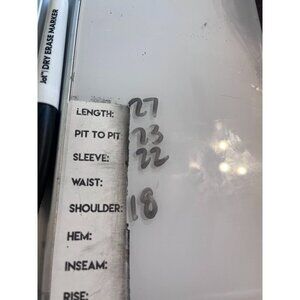 DRY ERASE MARKER
LENGTH: 27
PIT TO PIT: 23
SLEEVE: 22
WAIST:
SHOULDER: 18
HEM:
INSEAM:
RISE: